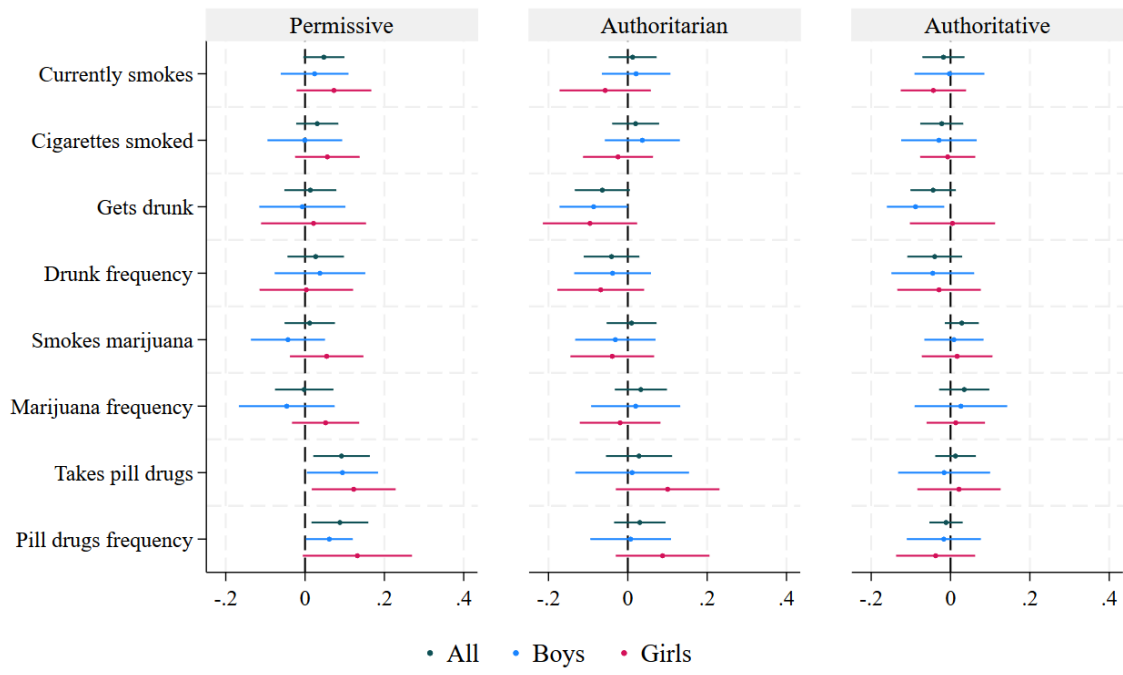 Permissive Authoritarian Authoritative
Currently smokes
Cigarettes smoked
Gets drunk
Drunk frequency
Smokes marijuana
Marijuana frequency
Takes pill drugs
Pill drugs frequency
-.2 0 .2 .4 -.2 0 .2 .4 -.2 0 .2 .4
All Boys Girls